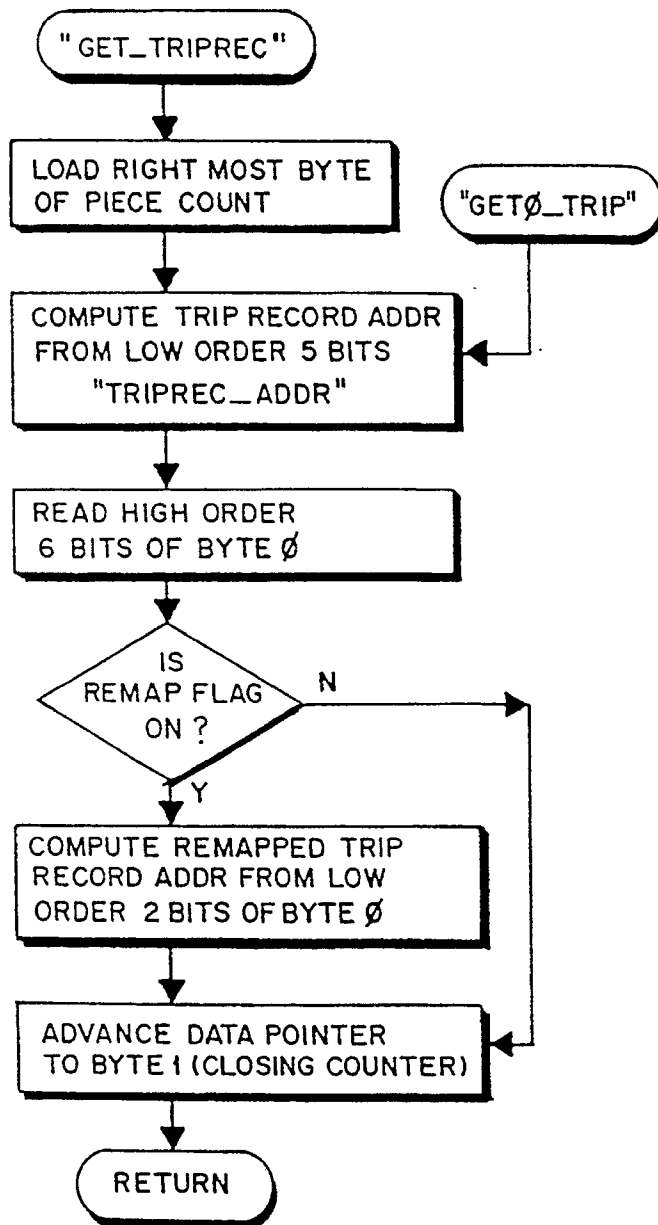 "GET_TRIPREC"
LOAD RIGHT MOST BYTE
OF PIECE COUNT
"GETØ_TRIP"
COMPUTE TRIP RECORD ADDR
FROM LOW ORDER 5 BITS
"TRIPREC_ADDR"
READ HIGH ORDER
6 BITS OF BYTE Ø
IS
REMAP FLAG
ON ?
N
Y
COMPUTE REMAPPED TRIP
RECORD ADDR FROM LOW
ORDER 2 BITS OF BYTE Ø
ADVANCE DATA POINTER
TO BYTE 1 (CLOSING COUNTER)
RETURN